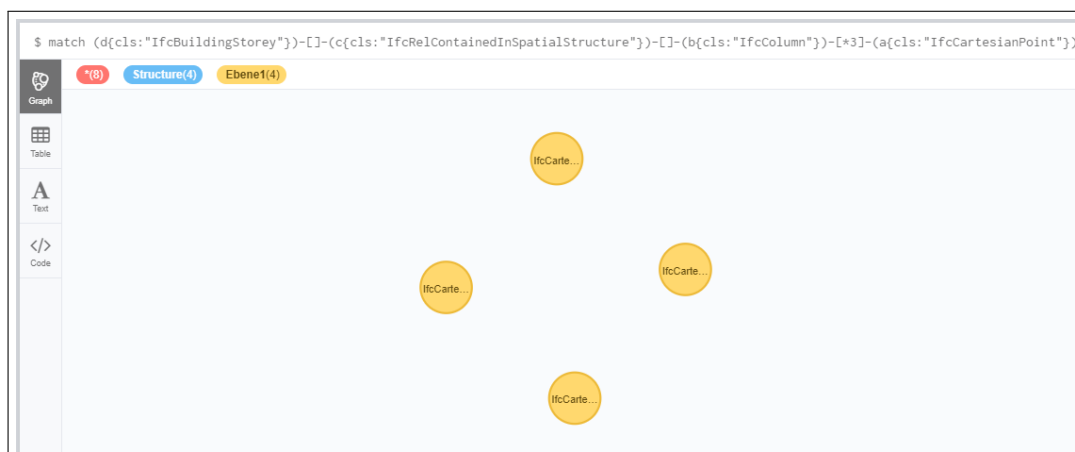 $ match (d{cls:"IfcBuildingStorey"})-[]-(c{cls:"IfcRelContainedInSpatialStructure"})-[]-(b{cls:"IfcColumn"})-[*3]-(a{cls:"IfcCartesianPoint"})
*(8) Structure(4) Ebene1(4)
Graph
Table
Text
Code
IfcCarte...
IfcCarte...
IfcCarte...
IfcCarte...